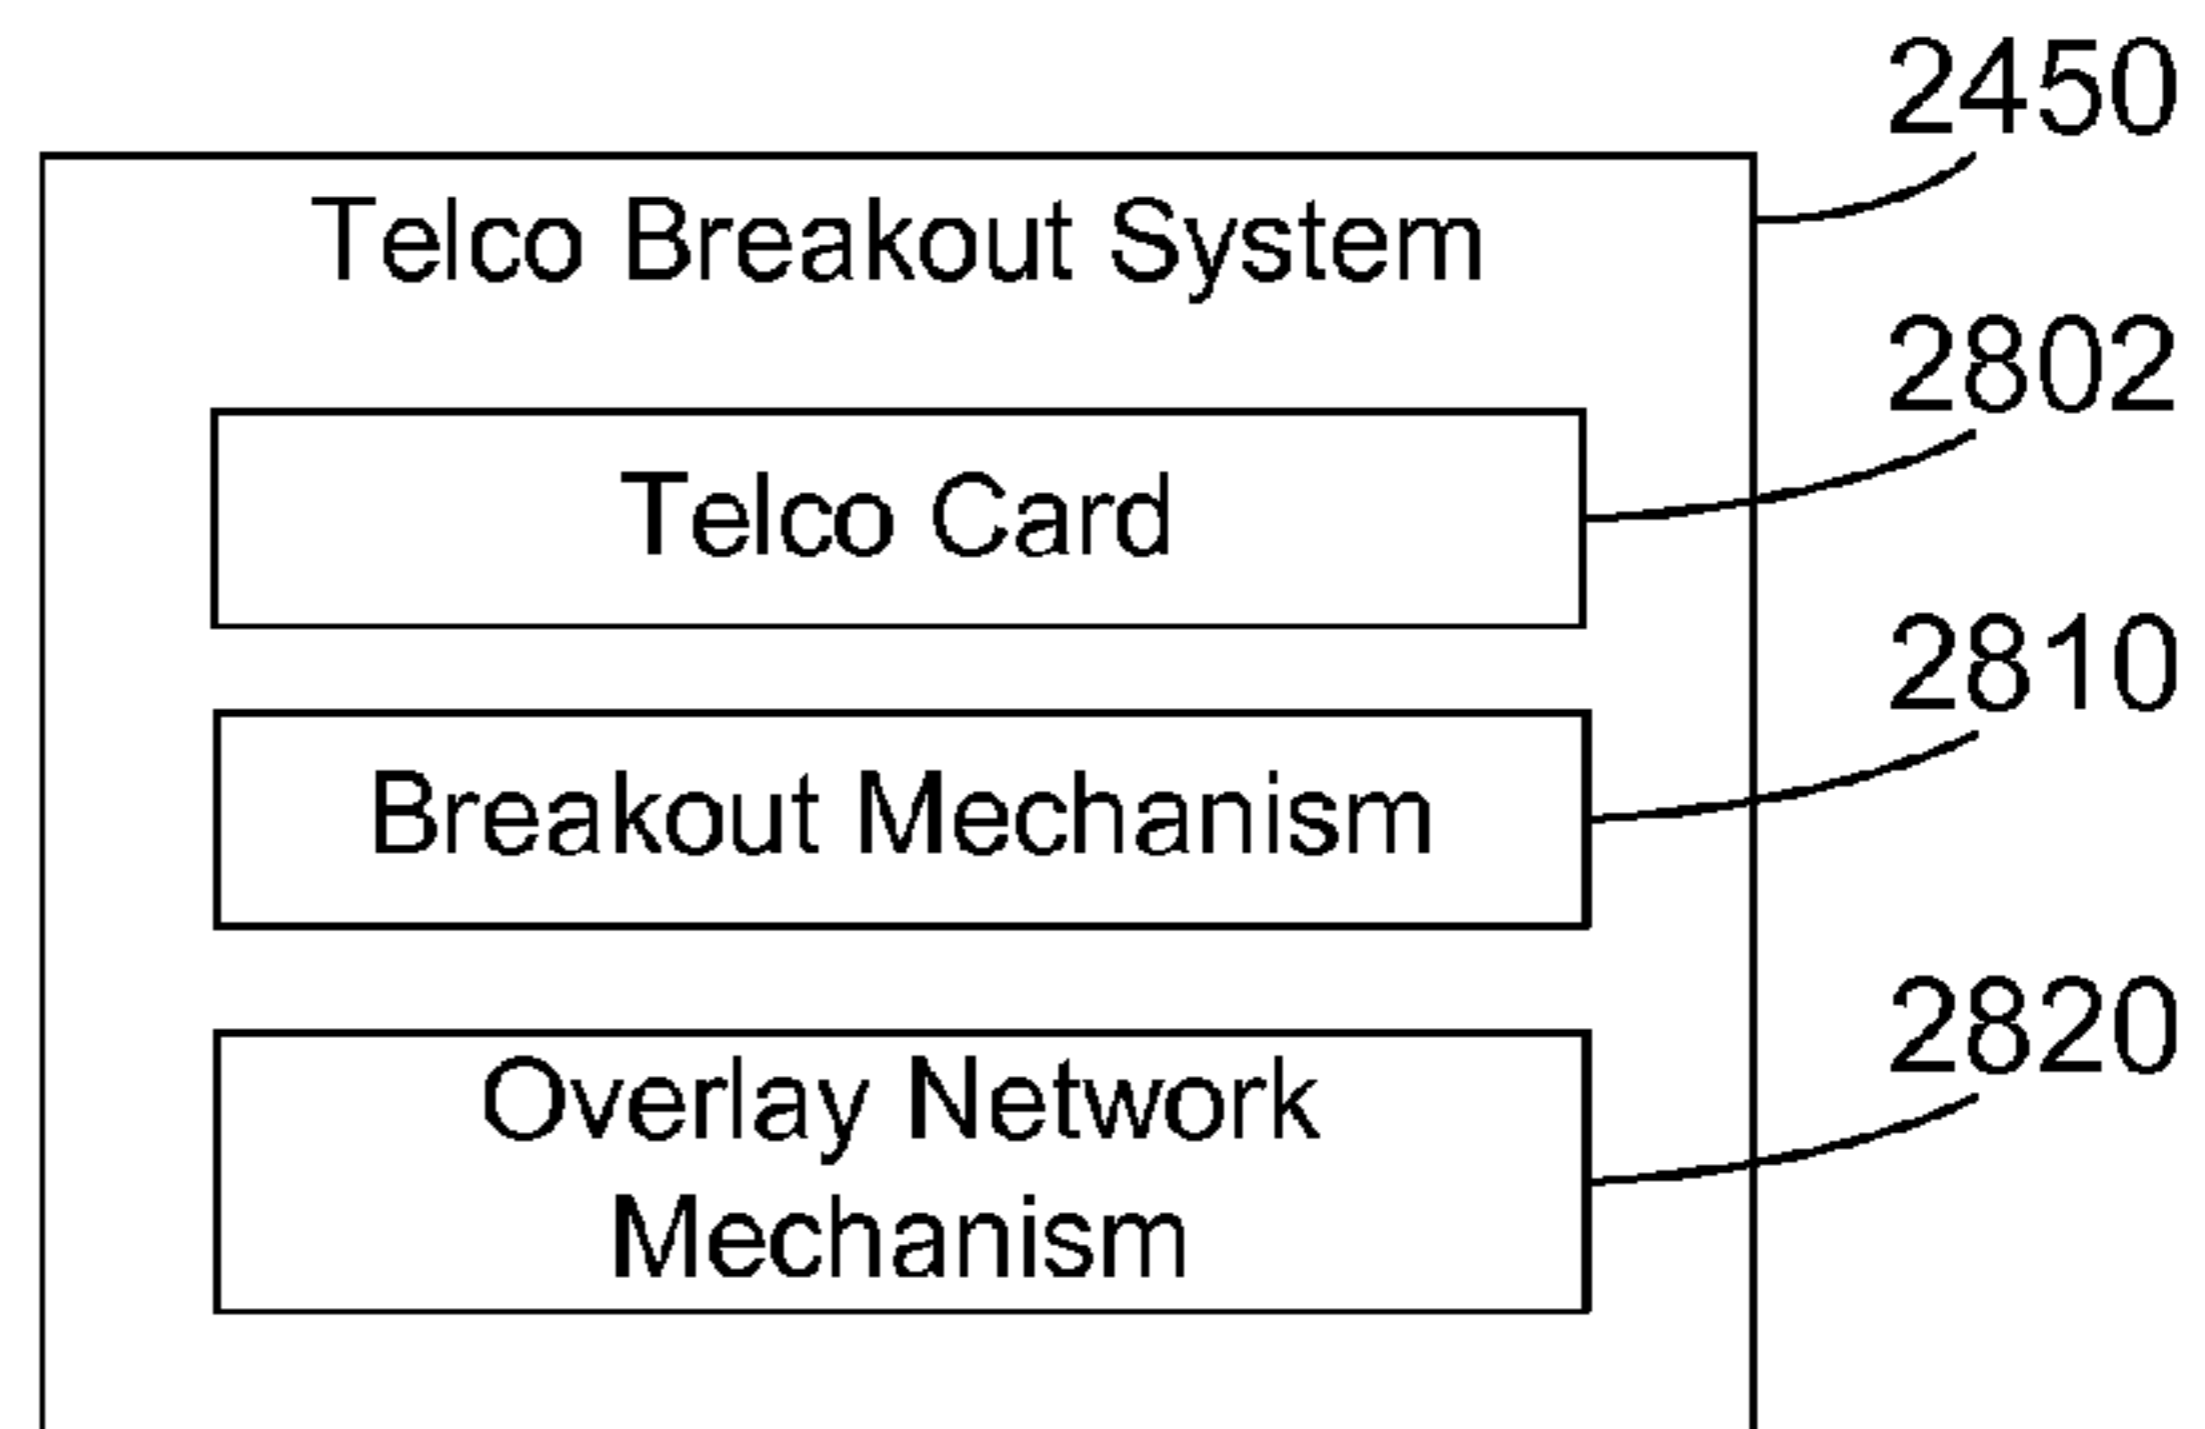 2450
Telco Breakout System
2802
Telco Card
2810
Breakout Mechanism
2820
Overlay Network
Mechanism